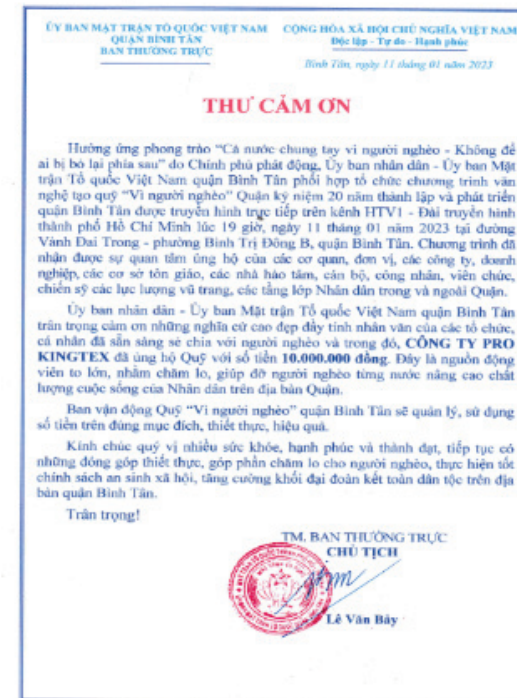 ỦY BAN MẶT TRẬN TỔ QUỐC VIỆT NAM
QUẬN BÌNH TÂN
BAN THƯỜNG TRỰC
CỘNG HÒA XÃ HỘI CHỦ NGHĨA VIỆT NAM
Độc lập - Tự do - Hạnh phúc
Bình Tân, ngày 11 tháng 01 năm 2023
THƯ CẢM ƠN
Hưởng ứng phong trào “Cả nước chung tay vì người nghèo - Không để
ai bị bỏ lại phía sau” do Chính phủ phát động, Ủy ban nhân dân - Ủy ban Mặt
trận Tổ quốc Việt Nam quận Bình Tân phối hợp tổ chức chương trình văn
nghệ tạo quỹ “Vì người nghèo” Quận kỷ niệm 20 năm thành lập và phát triển
quận Bình Tân được truyền hình trực tiếp trên kênh HTV1 - Đài truyền hình
thành phố Hồ Chí Minh lúc 19 giờ, ngày 11 tháng 01 năm 2023 tại đường
Vành Đai Trong - phường Bình Trị Đông B, quận Bình Tân. Chương trình đã
nhận được sự quan tâm ủng hộ của các cơ quan, đơn vị, các công ty, doanh
nghiệp, các cơ sở tôn giáo, các nhà hảo tâm, cán bộ, công nhân, viên chức,
chiến sỹ các lực lượng vũ trang, các tầng lớp Nhân dân trong và ngoài Quận.
Ủy ban nhân dân - Ủy ban Mặt trận Tổ quốc Việt Nam quận Bình Tân
trân trọng cảm ơn những nghĩa cử cao đẹp đầy tính nhân văn của các tổ chức,
cá nhân đã sẵn sàng sẻ chia với người nghèo và trong đó, CÔNG TY PRO
KINGTEX đã ủng hộ Quỹ với số tiền 10.000.000 đồng. Đây là nguồn động
viên to lớn, nhằm chăm lo, giúp đỡ người nghèo từng nước nâng cao chất
lượng cuộc sống của Nhân dân trên địa bàn Quận.
Ban vận động Quỹ “Vì người nghèo” quận Bình Tân sẽ quản lý, sử dụng
số tiền trên đúng mục đích, thiết thực, hiệu quả.
Kính chúc quý vị nhiều sức khỏe, hạnh phúc và thành đạt, tiếp tục có
những đóng góp thiết thực, góp phần chăm lo cho người nghèo, thực hiện tốt
chính sách an sinh xã hội, tăng cường khối đại đoàn kết toàn dân tộc trên địa
bàn quận Bình Tân.
Trân trọng!
TM. BAN THƯỜNG TRỰC
CHỦ TỊCH
Lê Văn Bảy